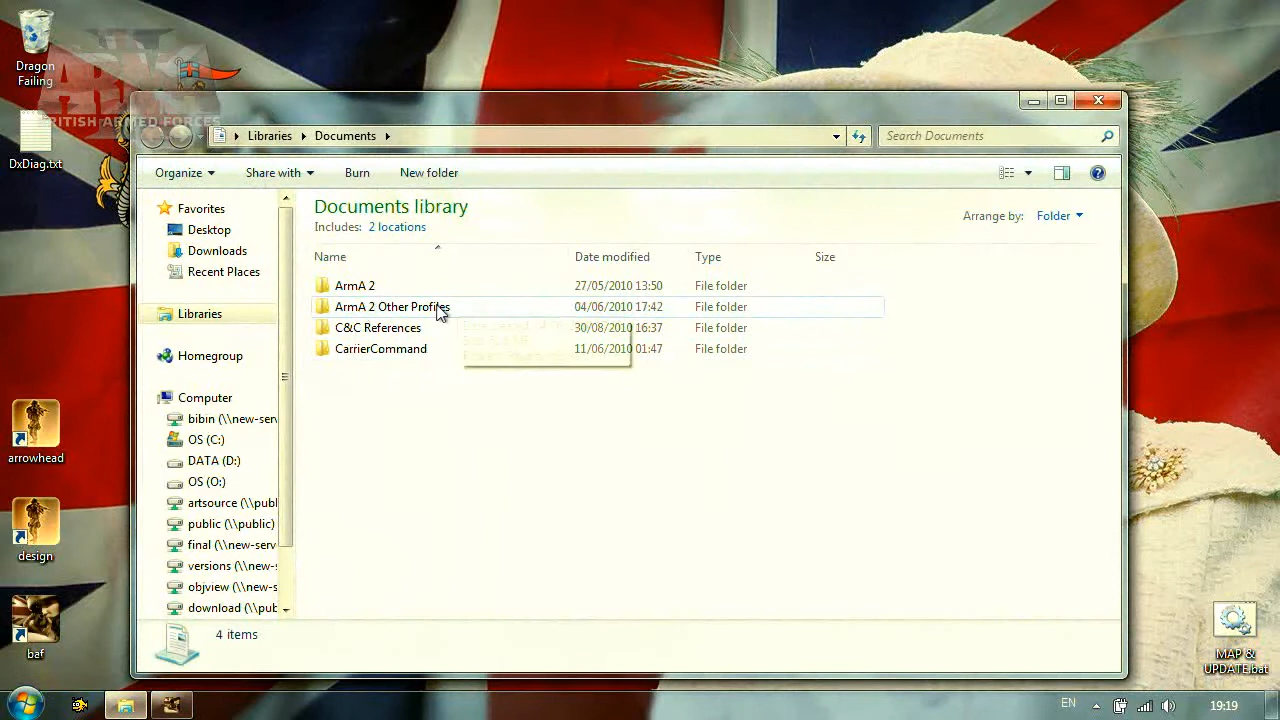 Dragon
Failing
ARMA
II
BRITISH ARMED FORCES
DxDiag.txt
Libraries
Documents
Search Documents
Organize
Share with
Burn
New folder
Favorites
Desktop
Downloads
Recent Places
Libraries
Homegroup
Computer
bibin (\\new-serv
OS (C:)
DATA (D:)
OS (O:)
artsource (\\publ
public (\\public)
final (\\new-serv
versions (\\new-s
objview (\\new-s
download (\\pub
Documents library
Includes: 2 locations
Arrange by: Folder
Name Date modified Type Size
ArmA 2 27/05/2010 13:50 File folder
ArmA 2 Other Profiles 04/06/2010 17:42 File folder
C&C References 30/08/2010 16:37 File folder
CarrierCommand 11/06/2010 01:47 File folder
4 items
arrowhead
design
baf
MAP &
UPDATE.bat
EN
19:19